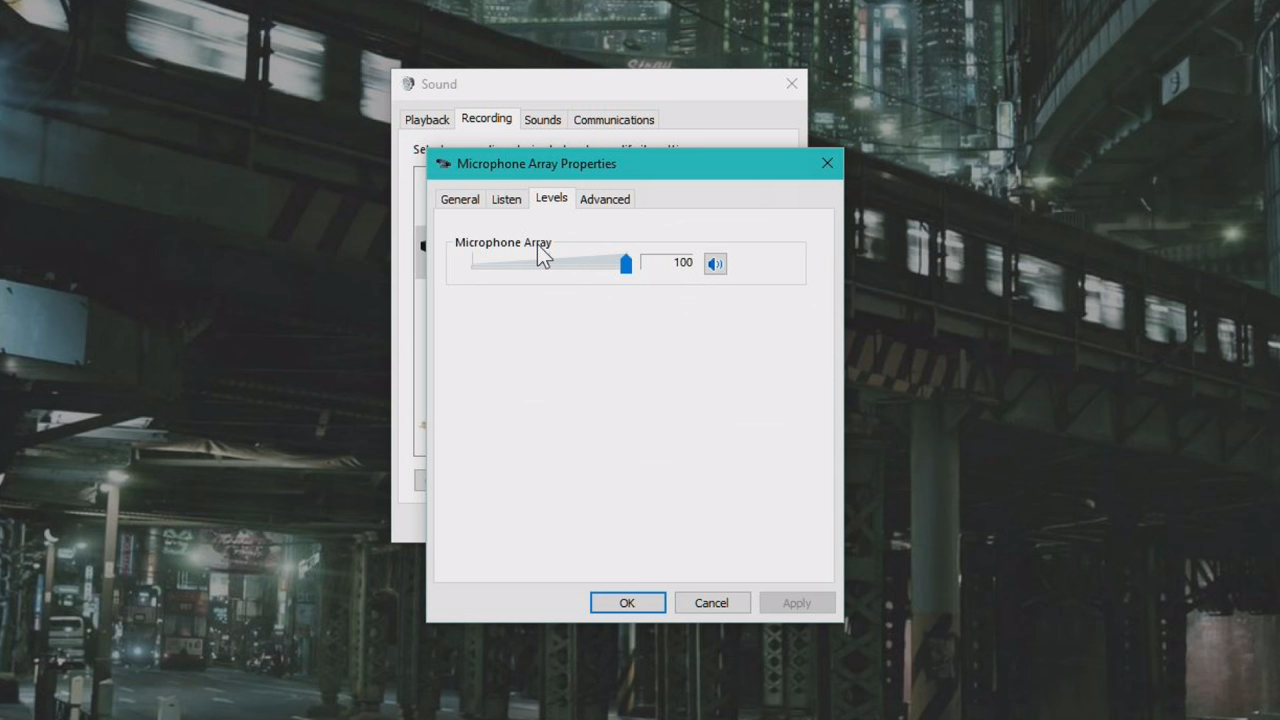 Sound
Playback Recording Sounds Communications
Microphone Array Properties
General Listen Levels Advanced
Microphone Array
100
OK Cancel Apply